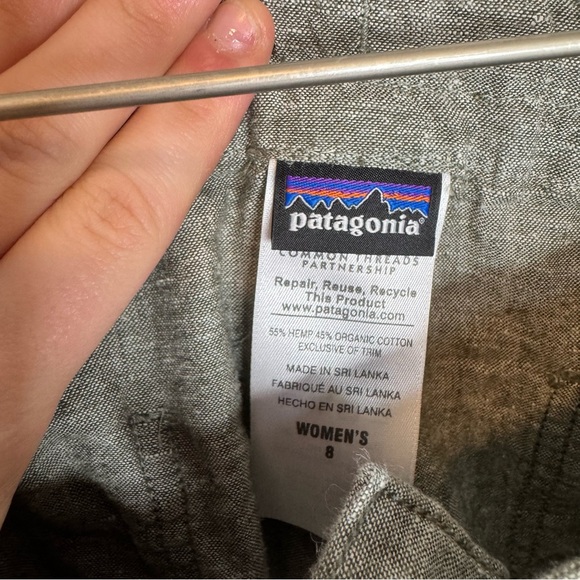 patagonia®
COMMON THREADS
PARTNERSHIP
Repair, Reuse, Recycle
This Product
www.patagonia.com
55% HEMP 45% ORGANIC COTTON
EXCLUSIVE OF TRIM
MADE IN SRI LANKA
FABRIQUÉ AU SRI LANKA
HECHO EN SRI LANKA
WOMEN'S
8